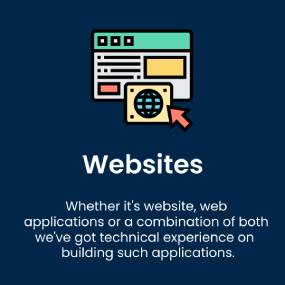 Websites
Whether it's website, web
applications or a combination of both
we've got technical experience on
building such applications.